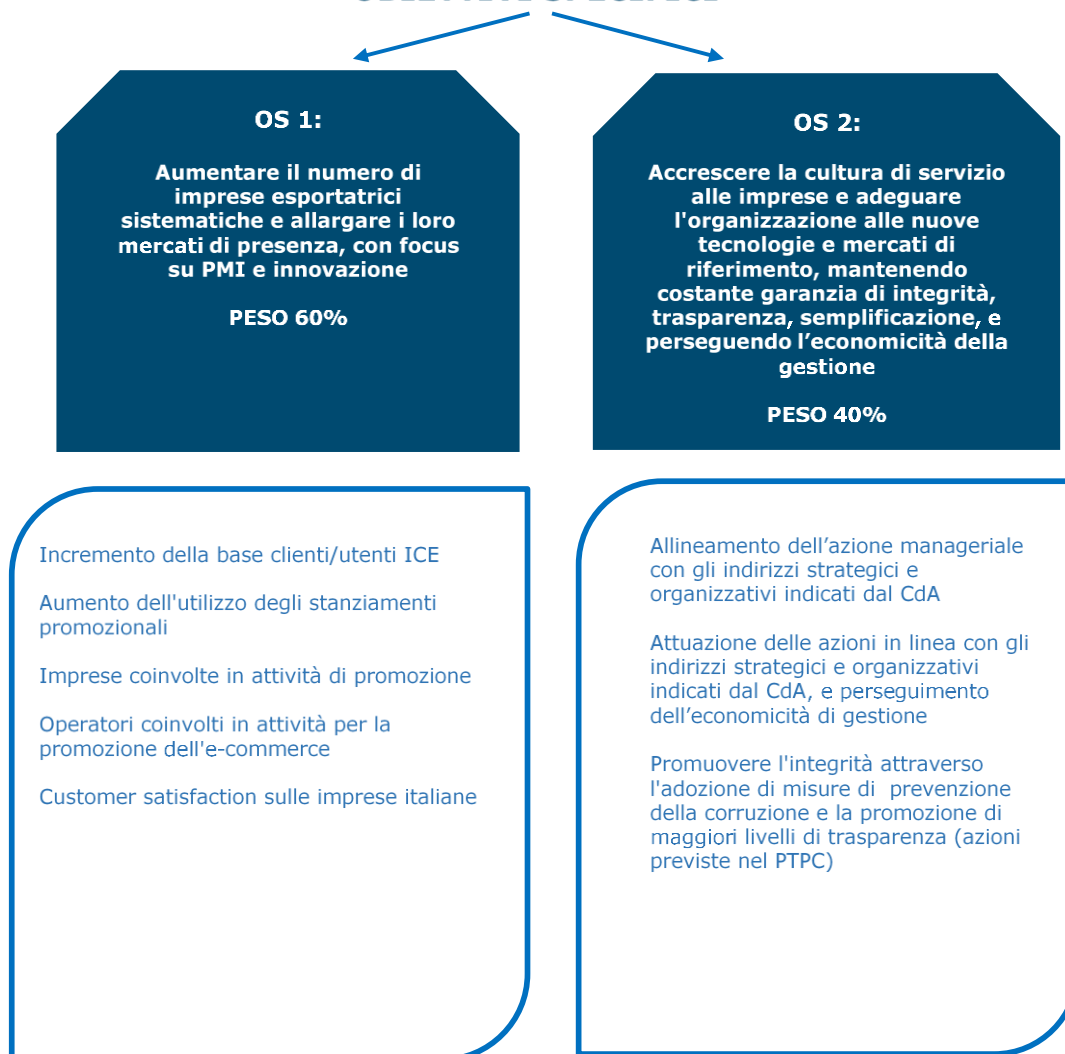 OS 1:
Aumentare il numero di
imprese esportatrici
sistematiche e allargare i loro
mercati di presenza, con focus
su PMI e innovazione
PESO 60%
OS 2:
Accrescere la cultura di servizio
alle imprese e adeguare
l'organizzazione alle nuove
tecnologie e mercati di
riferimento, mantenendo
costante garanzia di integrità,
trasparenza, semplificazione, e
perseguendo l’economicità della
gestione
PESO 40%
Incremento della base clienti/utenti ICE
Aumento dell'utilizzo degli stanziamenti
promozionali
Imprese coinvolte in attività di promozione
Operatori coinvolti in attività per la
promozione dell'e-commerce
Customer satisfaction sulle imprese italiane
Allineamento dell’azione manageriale
con gli indirizzi strategici e
organizzativi indicati dal CdA
Attuazione delle azioni in linea con gli
indirizzi strategici e organizzativi
indicati dal CdA, e perseguimento
dell’economicità di gestione
Promuovere l'integrità attraverso
l'adozione di misure di prevenzione
della corruzione e la promozione di
maggiori livelli di trasparenza (azioni
previste nel PTPC)